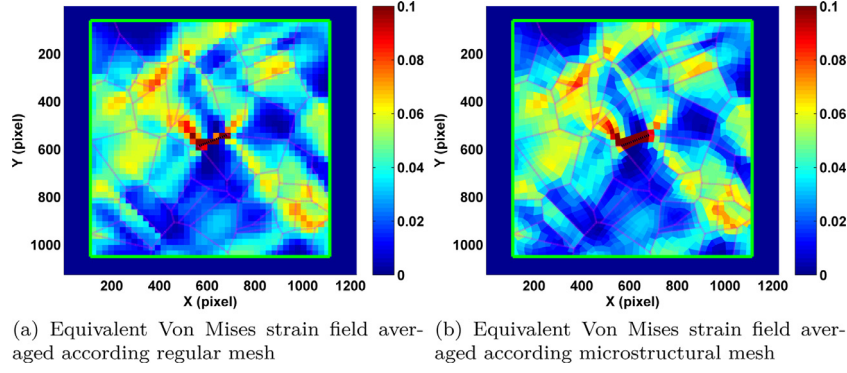 200
400
600
800
1000
Y (pixel)
200 400 600 800 1000 1200
X (pixel)
0.1
0.08
0.06
0.04
0.02
0
200
400
600
800
1000
Y (pixel)
200 400 600 800 1000 1200
X (pixel)
0.1
0.08
0.06
0.04
0.02
0
(a) Equivalent Von Mises strain field aver-
aged according regular mesh
(b) Equivalent Von Mises strain field aver-
aged according microstructural mesh